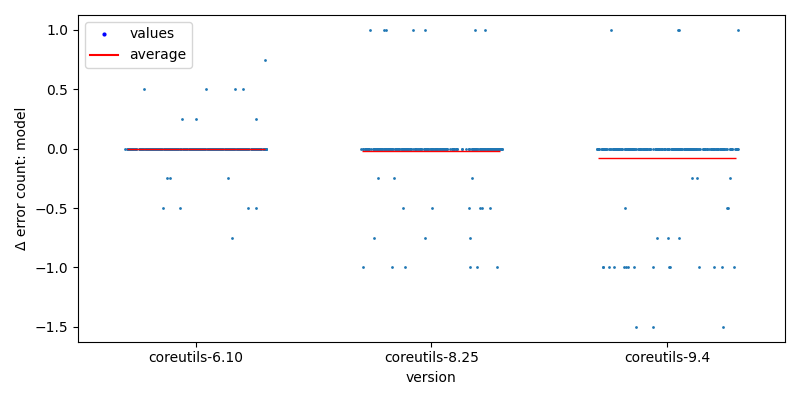 1.0
0.5
0.0
−0.5
−1.0
−1.5
Δ error count: model
values
average
coreutils-6.10
coreutils-8.25
coreutils-9.4
version